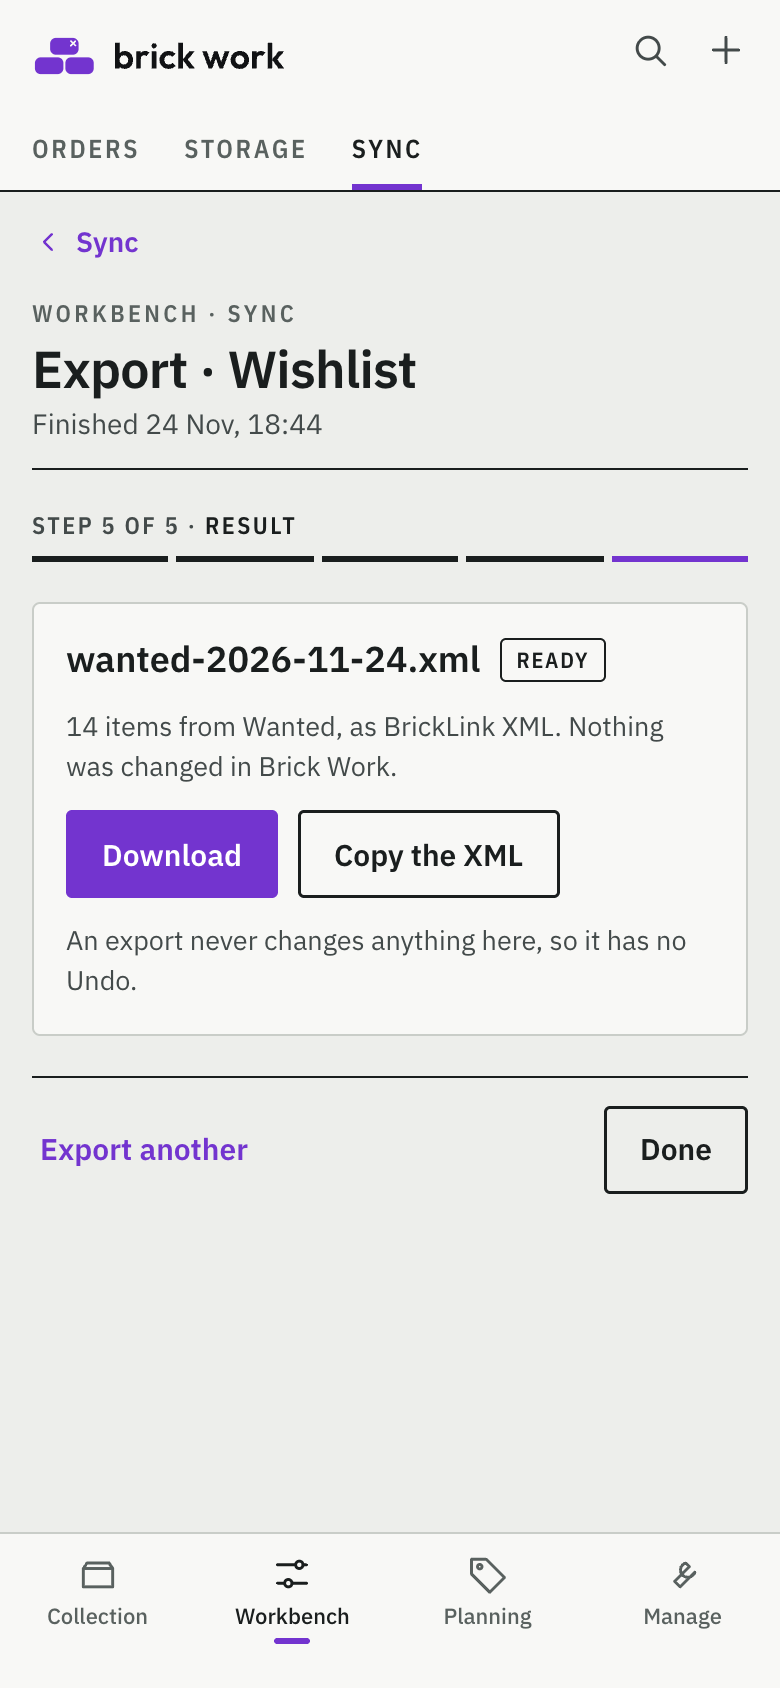 brick work
ORDERS STORAGE SYNC
Sync
WORKBENCH · SYNC
Export · Wishlist
Finished 24 Nov, 18:44
STEP 5 OF 5 · RESULT
wanted-2026-11-24.xml READY
14 items from Wanted, as BrickLink XML. Nothing
was changed in Brick Work.
Download Copy the XML
An export never changes anything here, so it has no
Undo.
Export another Done
Collection Workbench Planning Manage